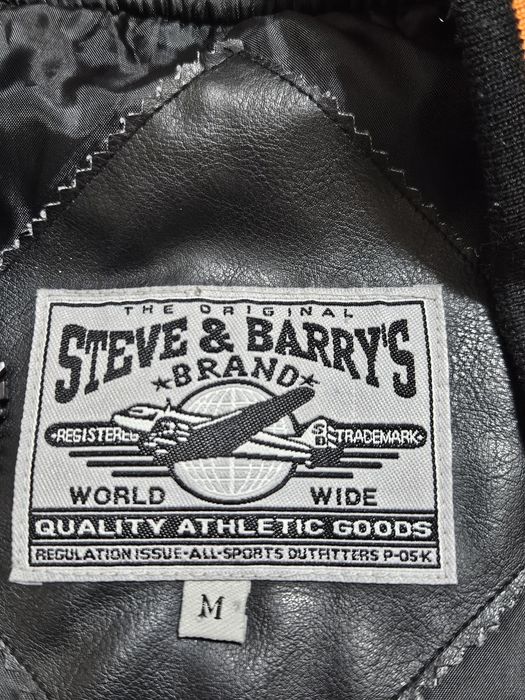 THE ORIGINAL
STEVE & BARRY'S
★BRAND★
REGISTERED TRADEMARK
SB
WORLD WIDE
QUALITY ATHLETIC GOODS
REGULATION ISSUE-ALL-SPORTS OUTFITTERS P-05-K
M